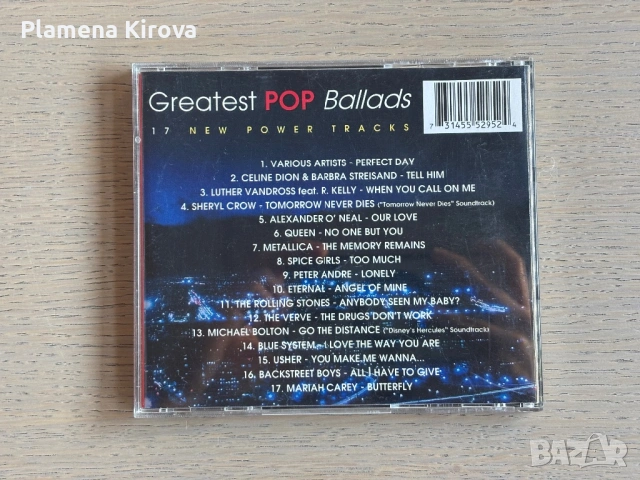 Plamena Kirova
Greatest POP Ballads
17 NEW POWER TRACKS
7 31455 52952 4
1. VARIOUS ARTISTS - PERFECT DAY
2. CELINE DION & BARBRA STREISAND - TELL HIM
3. LUTHER VANDROSS feat. R. KELLY - WHEN YOU CALL ON ME
4. SHERYL CROW - TOMORROW NEVER DIES ("Tomorrow Never Dies" Soundtrack)
5. ALEXANDER O' NEAL - OUR LOVE
6. QUEEN - NO ONE BUT YOU
7. METALLICA - THE MEMORY REMAINS
8. SPICE GIRLS - TOO MUCH
9. PETER ANDRE - LONELY
10. ETERNAL - ANGEL OF MINE
11. THE ROLLING STONES - ANYBODY SEEN MY BABY?
12. THE VERVE - THE DRUGS DON'T WORK
13. MICHAEL BOLTON - GO THE DISTANCE ("Disney's Hercules" Soundtrack)
14. BLUE SYSTEM - I LOVE THE WAY YOU ARE
15. USHER - YOU MAKE ME WANNA...
16. BACKSTREET BOYS - ALL I HAVE TO GIVE
17. MARIAH CAREY - BUTTERFLY
BAZAR